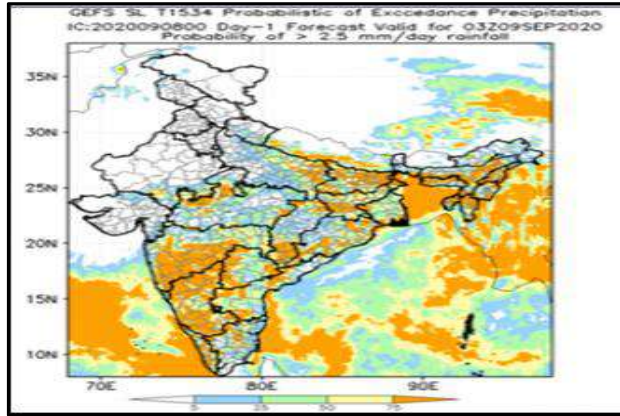 GEFS SL T1534 Probabilistic of Exceedance Precipitation
IC:2020090800 Day-1 Forecast Valid for 03Z09SEP2020
Probability of > 2.5 mm/day rainfall
35N
30N
25N
20N
15N
10N
70E 80E 90E
5 25 50 75